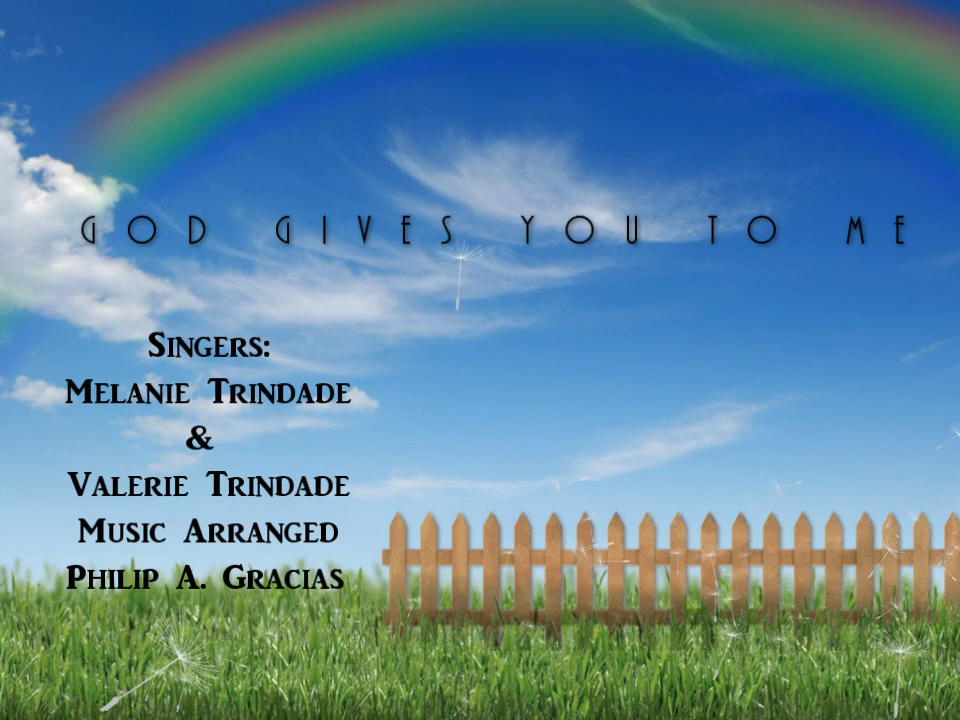 GOD GIVES YOU TO ME
Singers:
Melanie Trindade
&
Valerie Trindade
Music Arranged
Philip A. Gracias